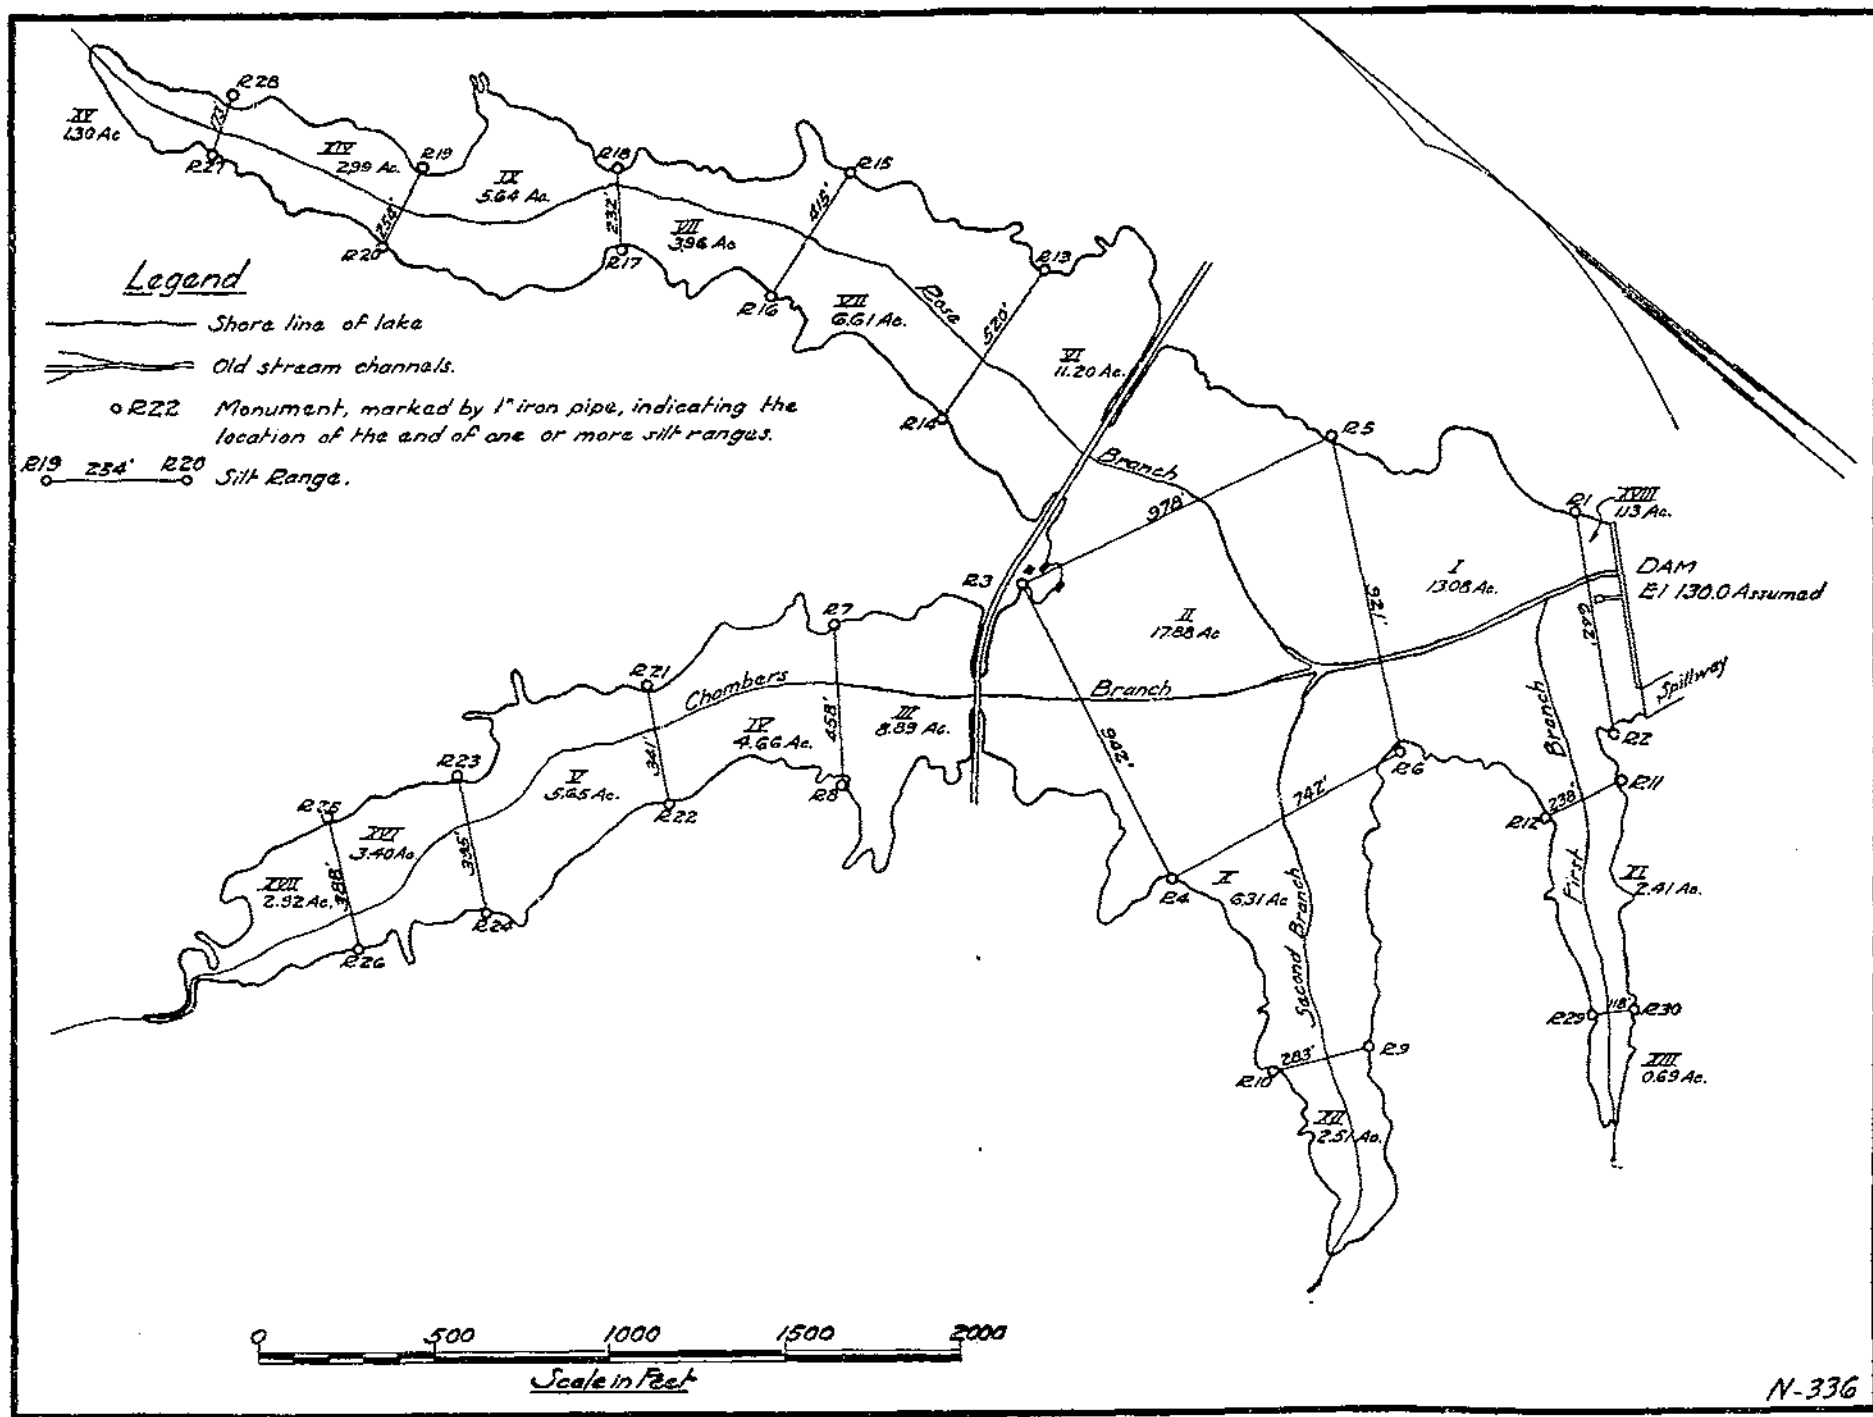 R28
XV
1.30 Ac
R27
XIV
2.99 Ac.
R19
254'
R20
IX
5.64 Ac.
R18
232'
R17
VII
3.96 Ac
R15
415'
R16
VII
6.61 Ac.
Rose
R13
520'
R14
VI
11.20 Ac.
Legend
Shore line of lake
Old stream channels.
R22 Monument, marked by 1" iron pipe, indicating the
location of the end of one or more silt ranges.
R19 254' R20 Silt Range.
Branch
R5
978'
R3
921'
II
17.88 Ac
I
13.08 Ac.
R1
XVIII
1.13 Ac.
DAM
El 130.0 Assumed
Spillway
R2
R7
458'
R8
R21
341'
R22
Chambers
Branch
IV
4.66 Ac.
III
8.89 Ac.
942'
742'
R6
R4
R23
395'
R24
V
5.65 Ac.
R25
388'
R26
XVI
3.40 Ac
XVII
2.92 Ac.
X
6.31 Ac
Second Branch
R10
283'
R9
XII
2.51 Ac.
First
Branch
R12
238'
R11
XI
2.41 Ac.
R29
118'
R30
XIII
0.69 Ac.
0 500 1000 1500 2000
Scale in Feet
N-336